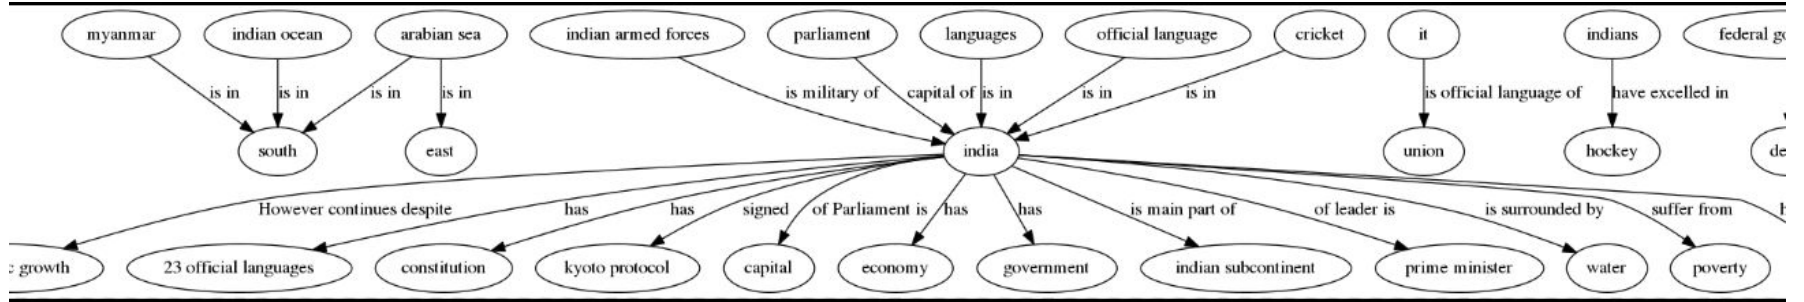 myanmar indian ocean arabian sea indian armed forces parliament languages official language cricket it indians federal go
is in is in is in is in is military of capital of is in is in is in is official language of have excelled in
south east india union hockey de
However continues despite has has signed of Parliament is has has is main part of of leader is is surrounded by suffer from h
c growth 23 official languages constitution kyoto protocol capital economy government indian subcontinent prime minister water poverty